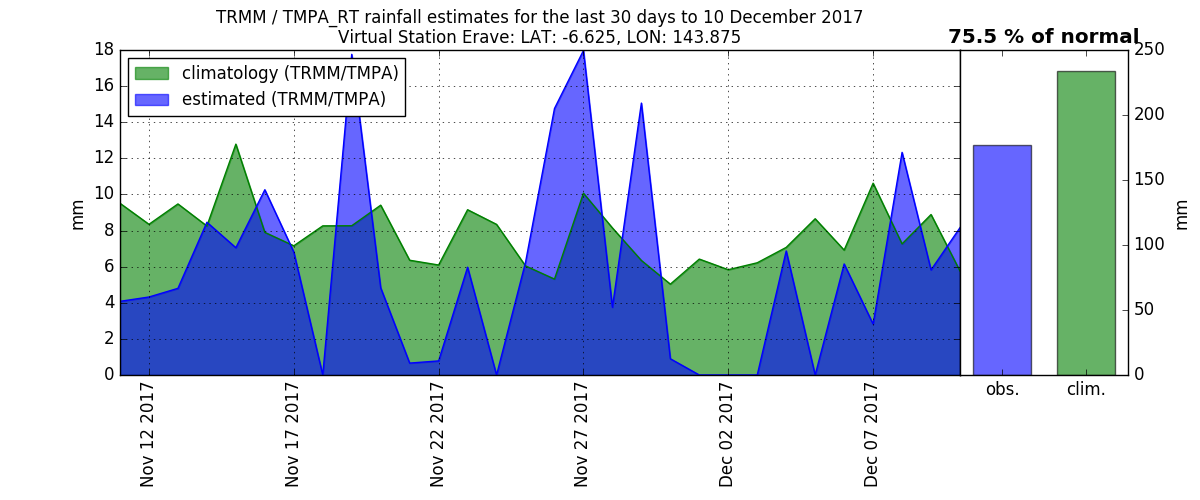 TRMM / TMPA_RT rainfall estimates for the last 30 days to 10 December 2017
Virtual Station Erave: LAT: -6.625, LON: 143.875
75.5 % of normal
climatology (TRMM/TMPA)
estimated (TRMM/TMPA)
18
16
14
12
10
8
6
4
2
0
mm
Nov 12 2017
Nov 17 2017
Nov 22 2017
Nov 27 2017
Dec 02 2017
Dec 07 2017
obs.
clim.
250
200
150
100
50
0
mm